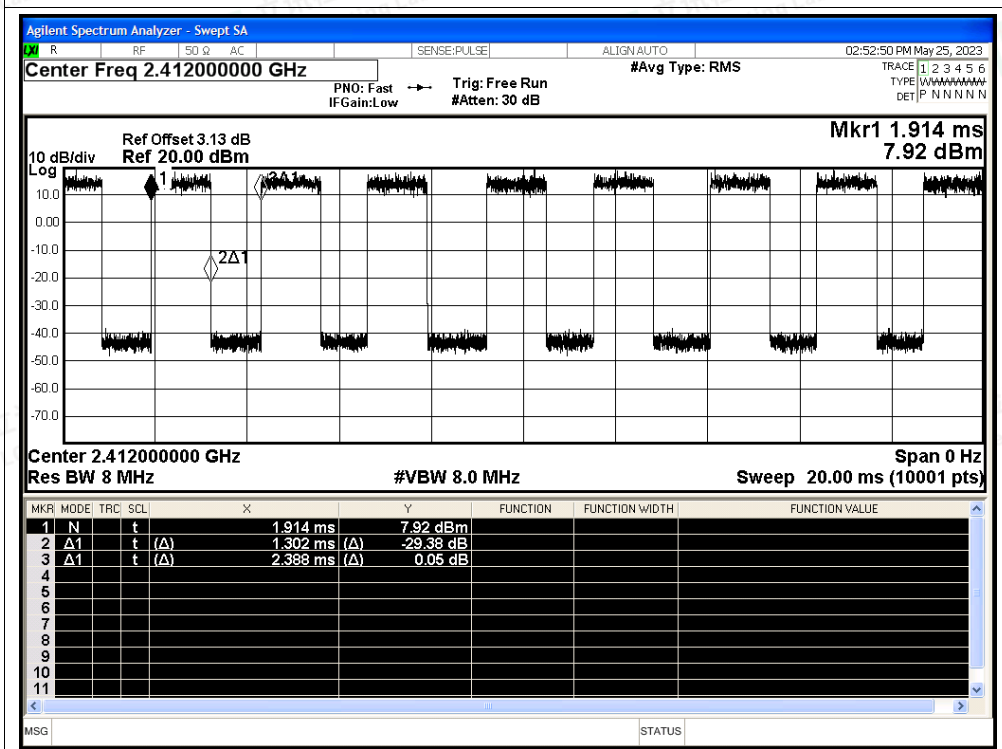 Agilent Spectrum Analyzer - Swept SA
LXI R RF 50 Ω AC SENSE:PULSE ALIGN AUTO 02:52:50 PM May 25, 2023
Center Freq 2.412000000 GHz #Avg Type: RMS TRACE 1 2 3 4 5 6
PNO: Fast Trig: Free Run TYPE WWWWWW
IFGain:Low #Atten: 30 dB DET P N N N N N
Mkr1 1.914 ms
Ref Offset 3.13 dB
10 dB/div Ref 20.00 dBm 7.92 dBm
Log
1 3Δ1
10.0
0.00
-10.0
2Δ1
-20.0
-30.0
-40.0
-50.0
-60.0
-70.0
Center 2.412000000 GHz Span 0 Hz
Res BW 8 MHz #VBW 8.0 MHz Sweep 20.00 ms (10001 pts)
MKR MODE TRC SCL X Y FUNCTION FUNCTION WIDTH FUNCTION VALUE
1 N t 1.914 ms 7.92 dBm
2 Δ1 t (Δ) 1.302 ms (Δ) -29.38 dB
3 Δ1 t (Δ) 2.388 ms (Δ) 0.05 dB
4
5
6
7
8
9
10
11
MSG STATUS